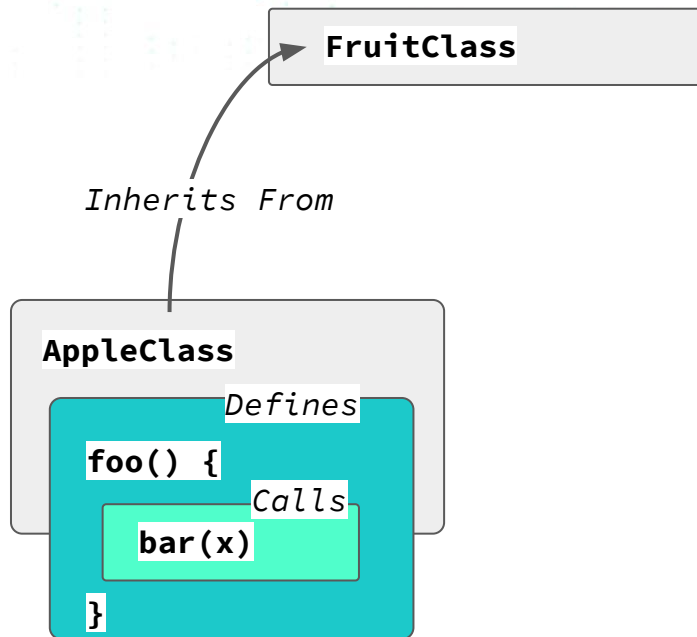 FruitClass
Inherits From
AppleClass
Defines
foo() {
Calls
bar(x)
}